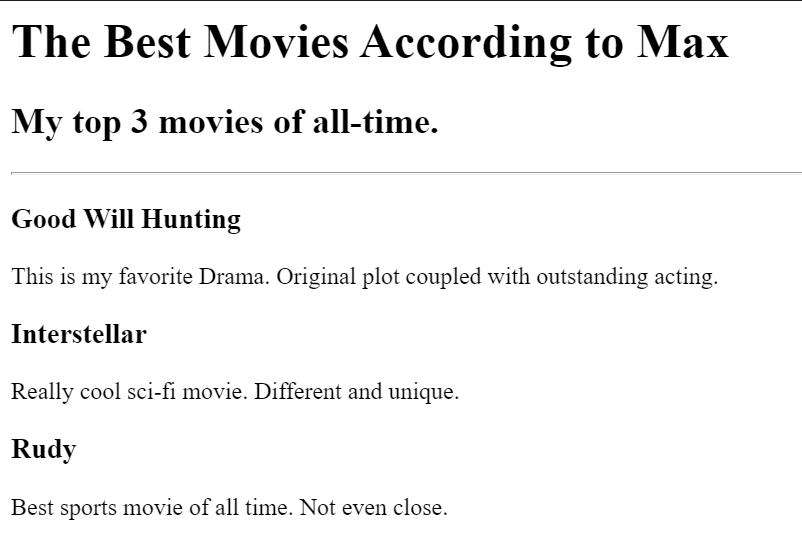 The Best Movies According to Max
My top 3 movies of all-time.
Good Will Hunting
This is my favorite Drama. Original plot coupled with outstanding acting.
Interstellar
Really cool sci-fi movie. Different and unique.
Rudy
Best sports movie of all time. Not even close.